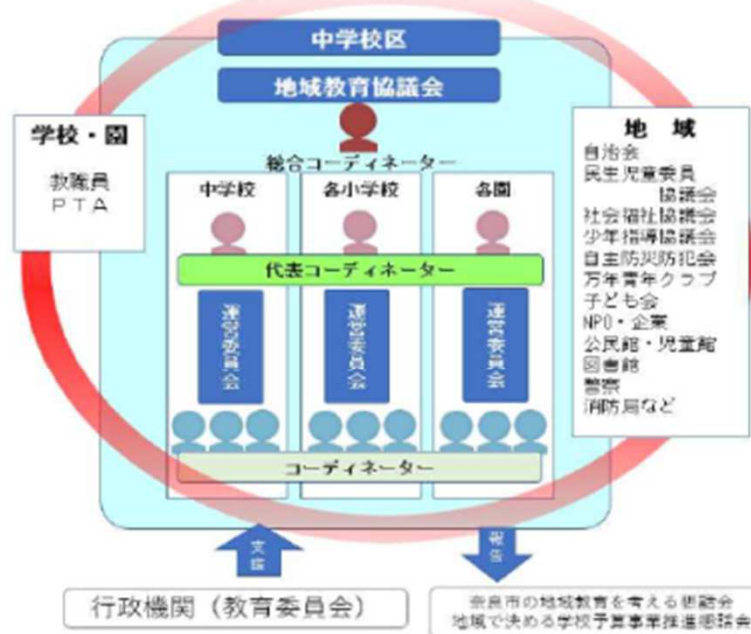 中学校区
地域教育協議会
学校・園
教職員
PTA
総合コーディネーター
中学校
各小学校
各園
代表コーディネーター
運営委員会
運営委員会
運営委員会
コーディネーター
地 域
自治会
民生児童委員
協議会
社会福祉協議会
少年指導協議会
自主防災防犯会
万年青年クラブ
子ども会
NPO・企業
公民館・児童館
図書館
警察
消防局など
支援
報告
行政機関（教育委員会）
奈良市の地域教育を考える懇話会
地域で決める学校予算事業推進懇話会